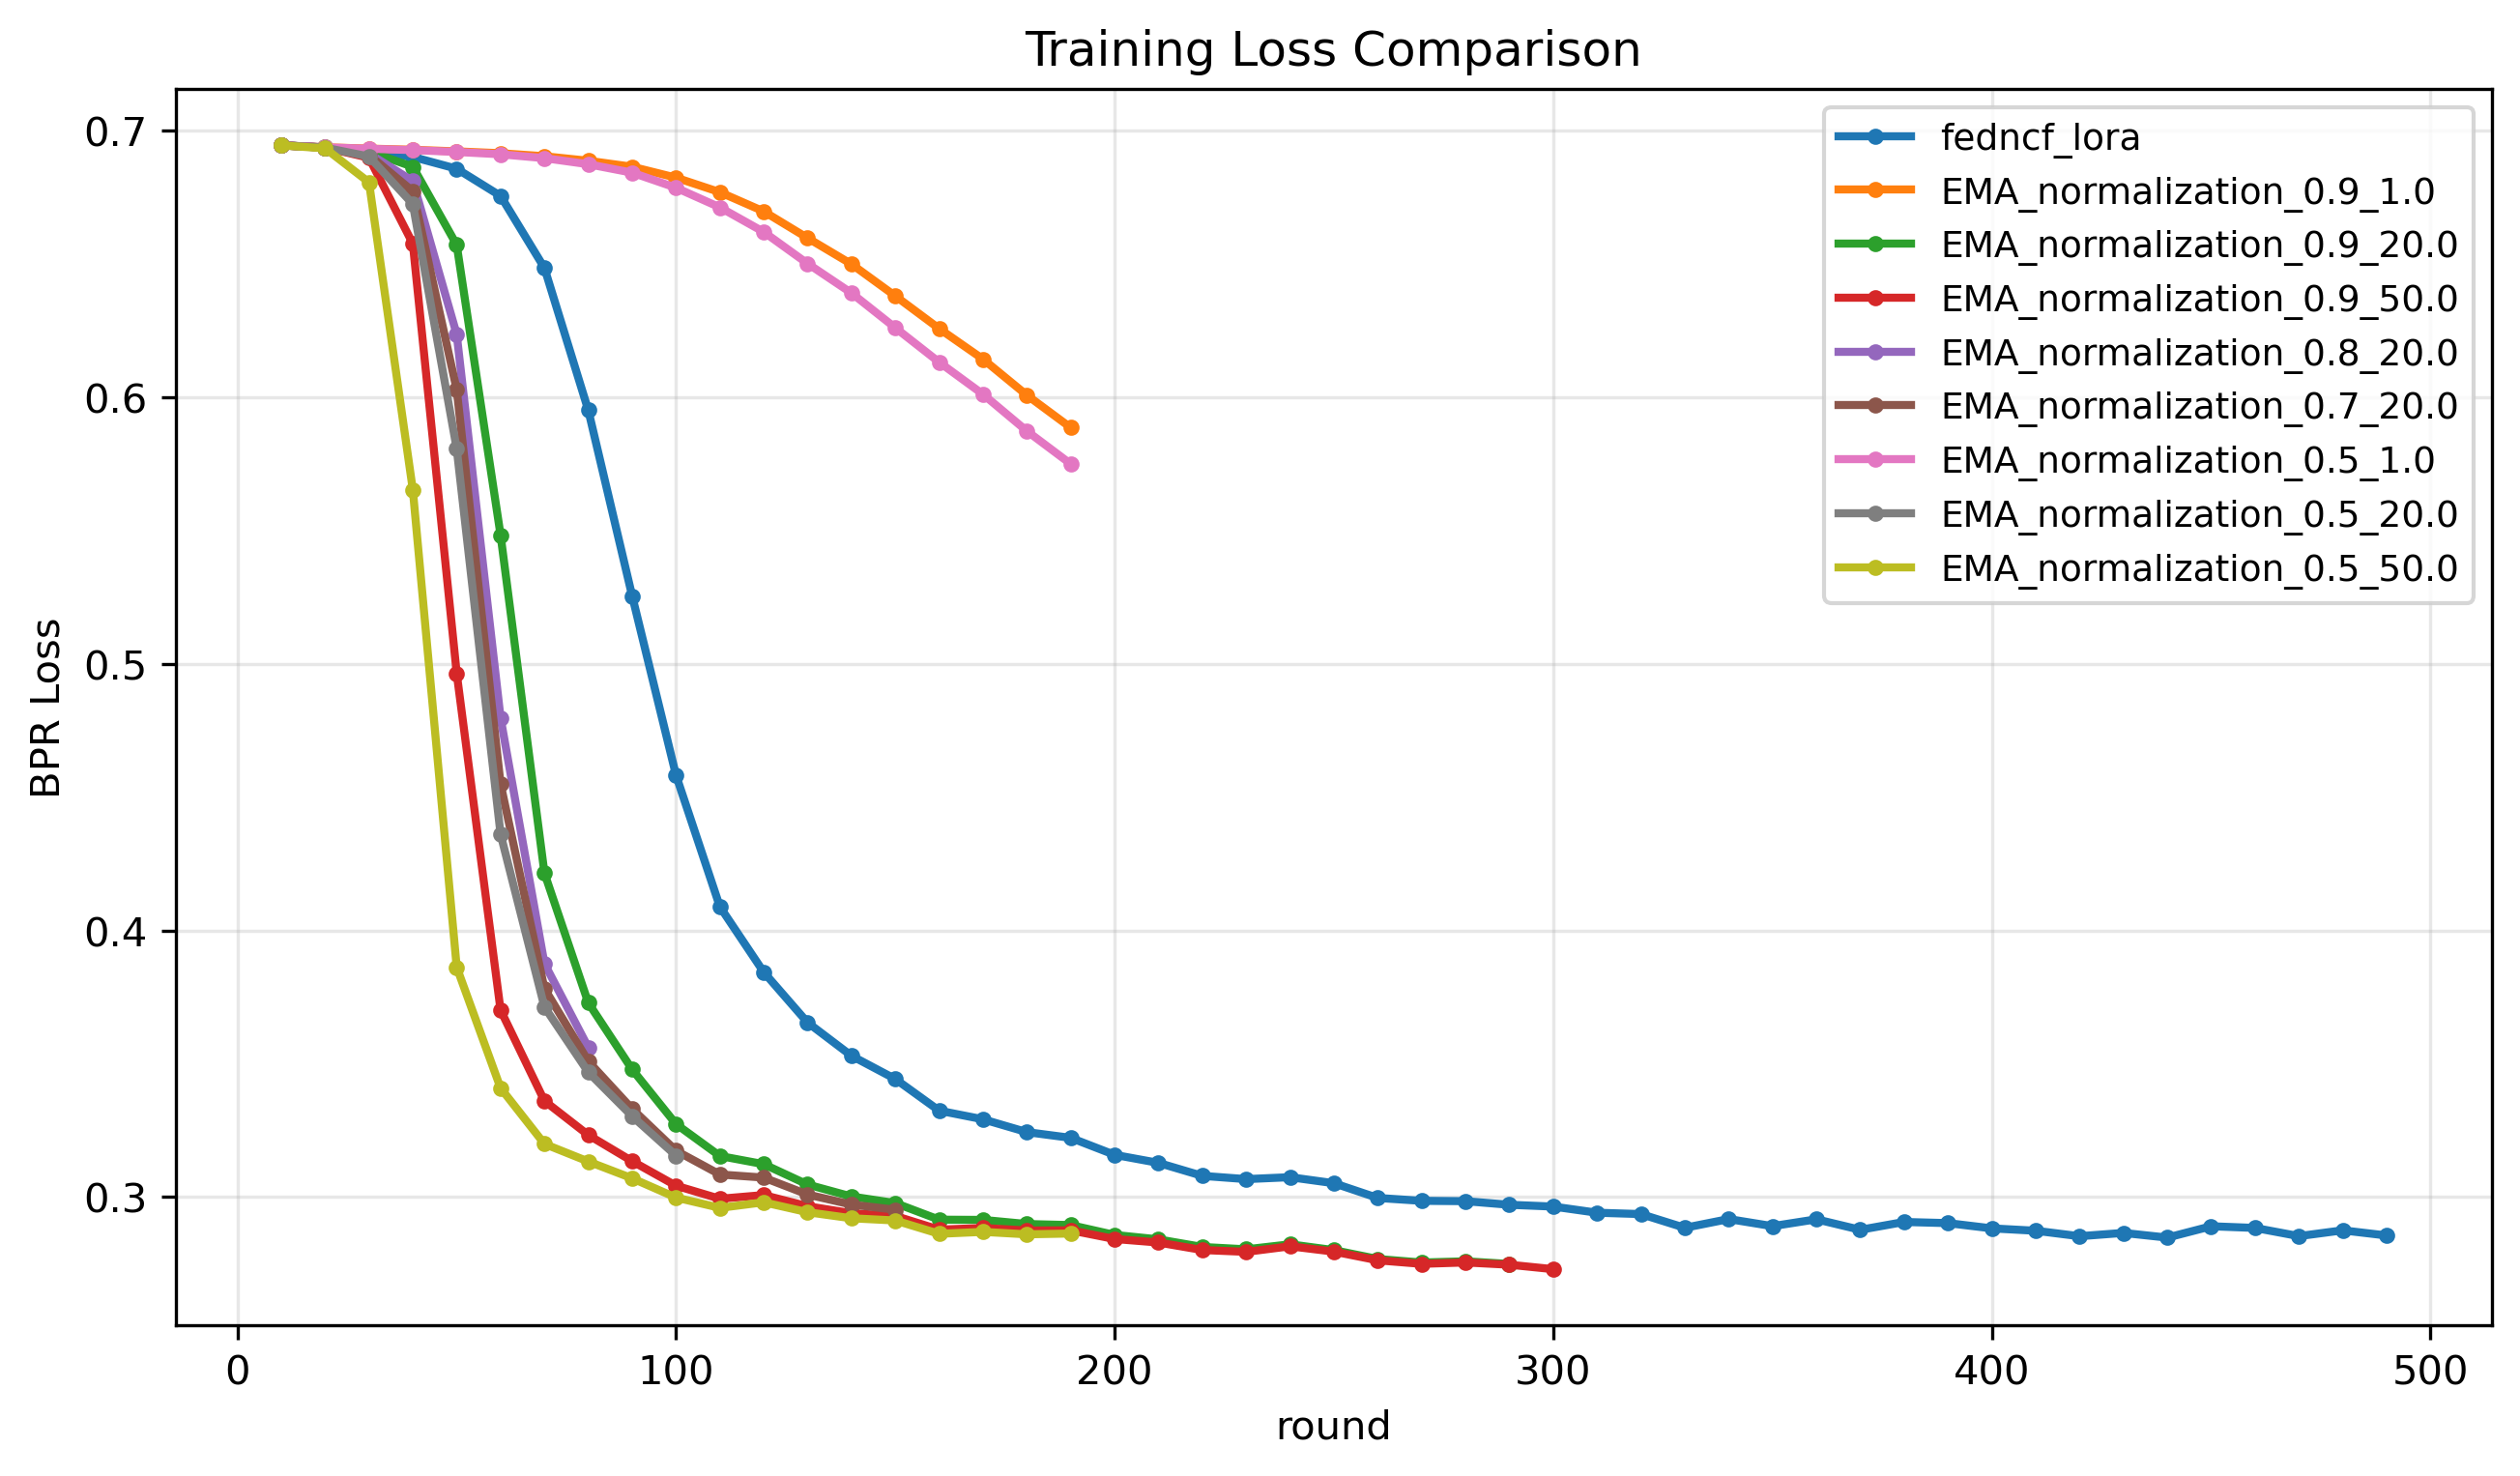 Training Loss Comparison
BPR Loss
0.7
0.6
0.5
0.4
0.3
0
100
200
300
400
500
round
fedncf_lora
EMA_normalization_0.9_1.0
EMA_normalization_0.9_20.0
EMA_normalization_0.9_50.0
EMA_normalization_0.8_20.0
EMA_normalization_0.7_20.0
EMA_normalization_0.5_1.0
EMA_normalization_0.5_20.0
EMA_normalization_0.5_50.0